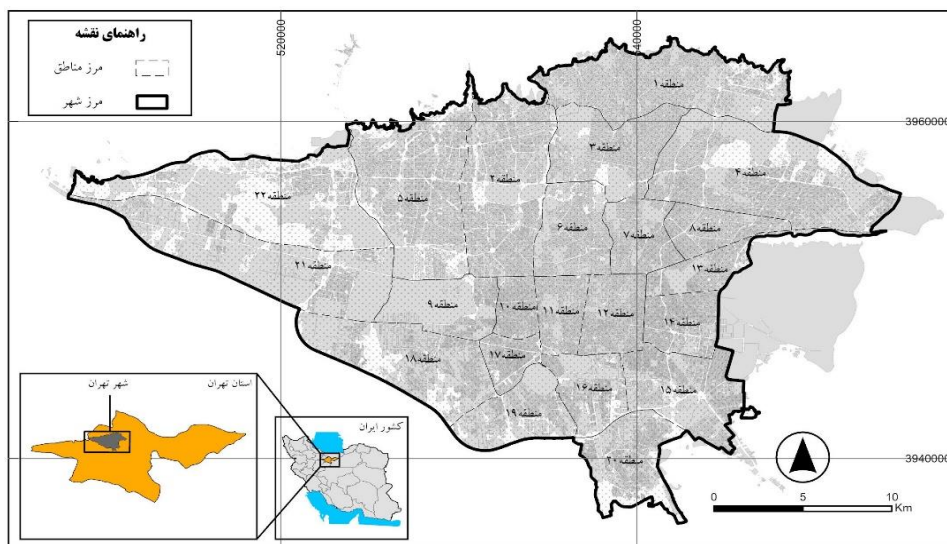 راهنمای نقشه
مرز مناطق
مرز شهر
520000
540000
3960000
3940000
منطقه ۱
منطقه ۳
منطقه ۴
منطقه ۲
منطقه ۵
منطقه ۲۲
منطقه ۶
منطقه ۷
منطقه ۸
منطقه ۲۱
منطقه ۱۳
منطقه ۹
منطقه ۱۰
منطقه ۱۱
منطقه ۱۲
منطقه ۱۴
منطقه ۱۸
منطقه ۱۷
منطقه ۱۶
منطقه ۱۵
منطقه ۱۹
منطقه ۲۰
شهر تهران
استان تهران
کشور ایران
0 5 10
Km